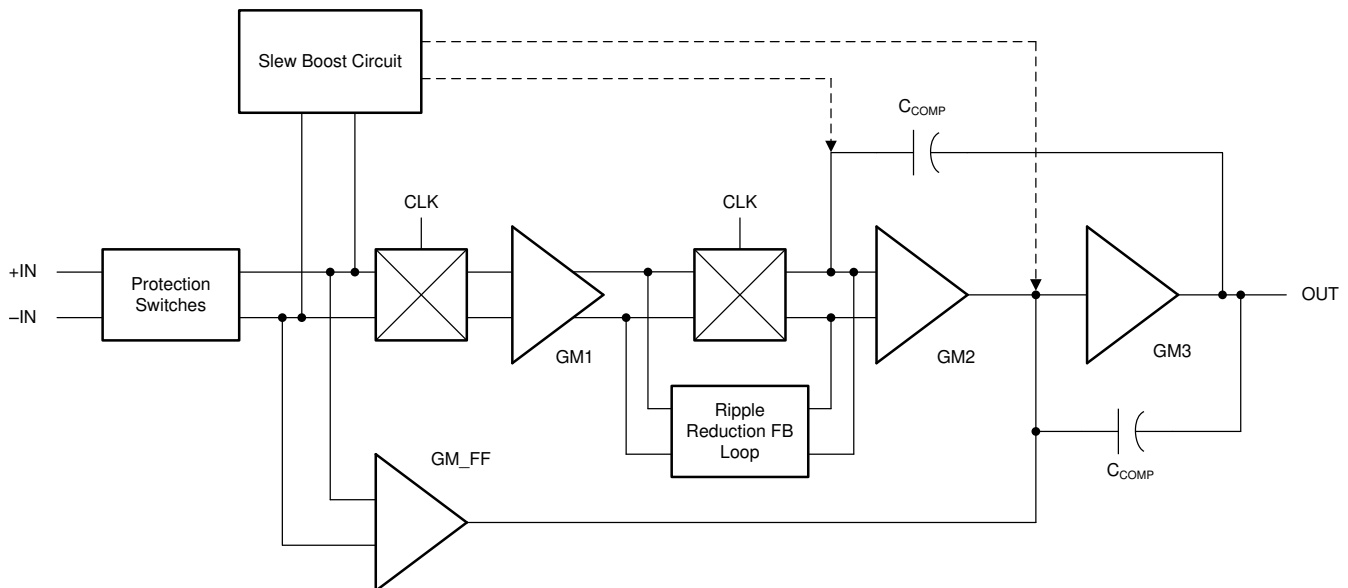 Slew Boost Circuit
C_COMP
CLK
CLK
+IN
–IN
Protection
Switches
OUT
GM1
GM2
GM3
Ripple
Reduction FB
Loop
GM_FF
C_COMP